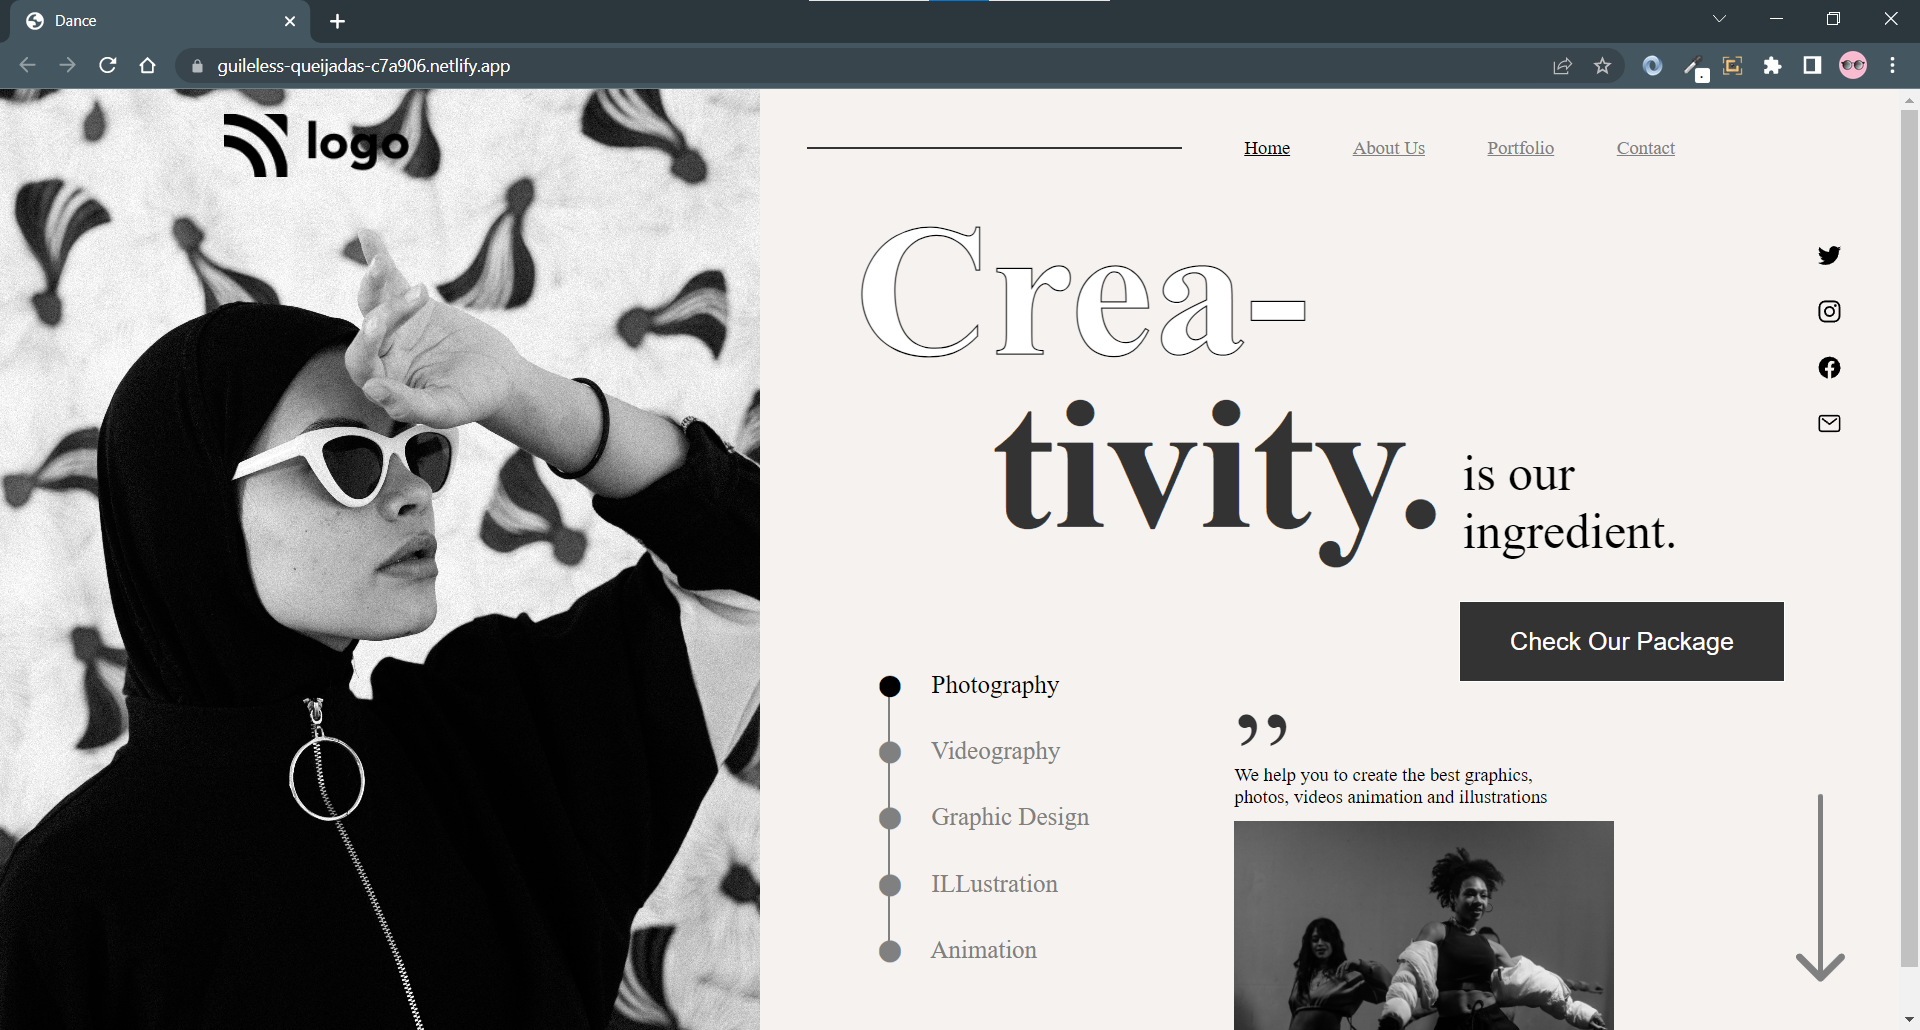 Dance
guileless-queijadas-c7a906.netlify.app
logo
Home About Us Portfolio Contact
Crea-
tivity.
is our
ingredient.
Check Our Package
Photography
Videography
Graphic Design
ILLustration
Animation
”
We help you to create the best graphics,
photos, videos animation and illustrations